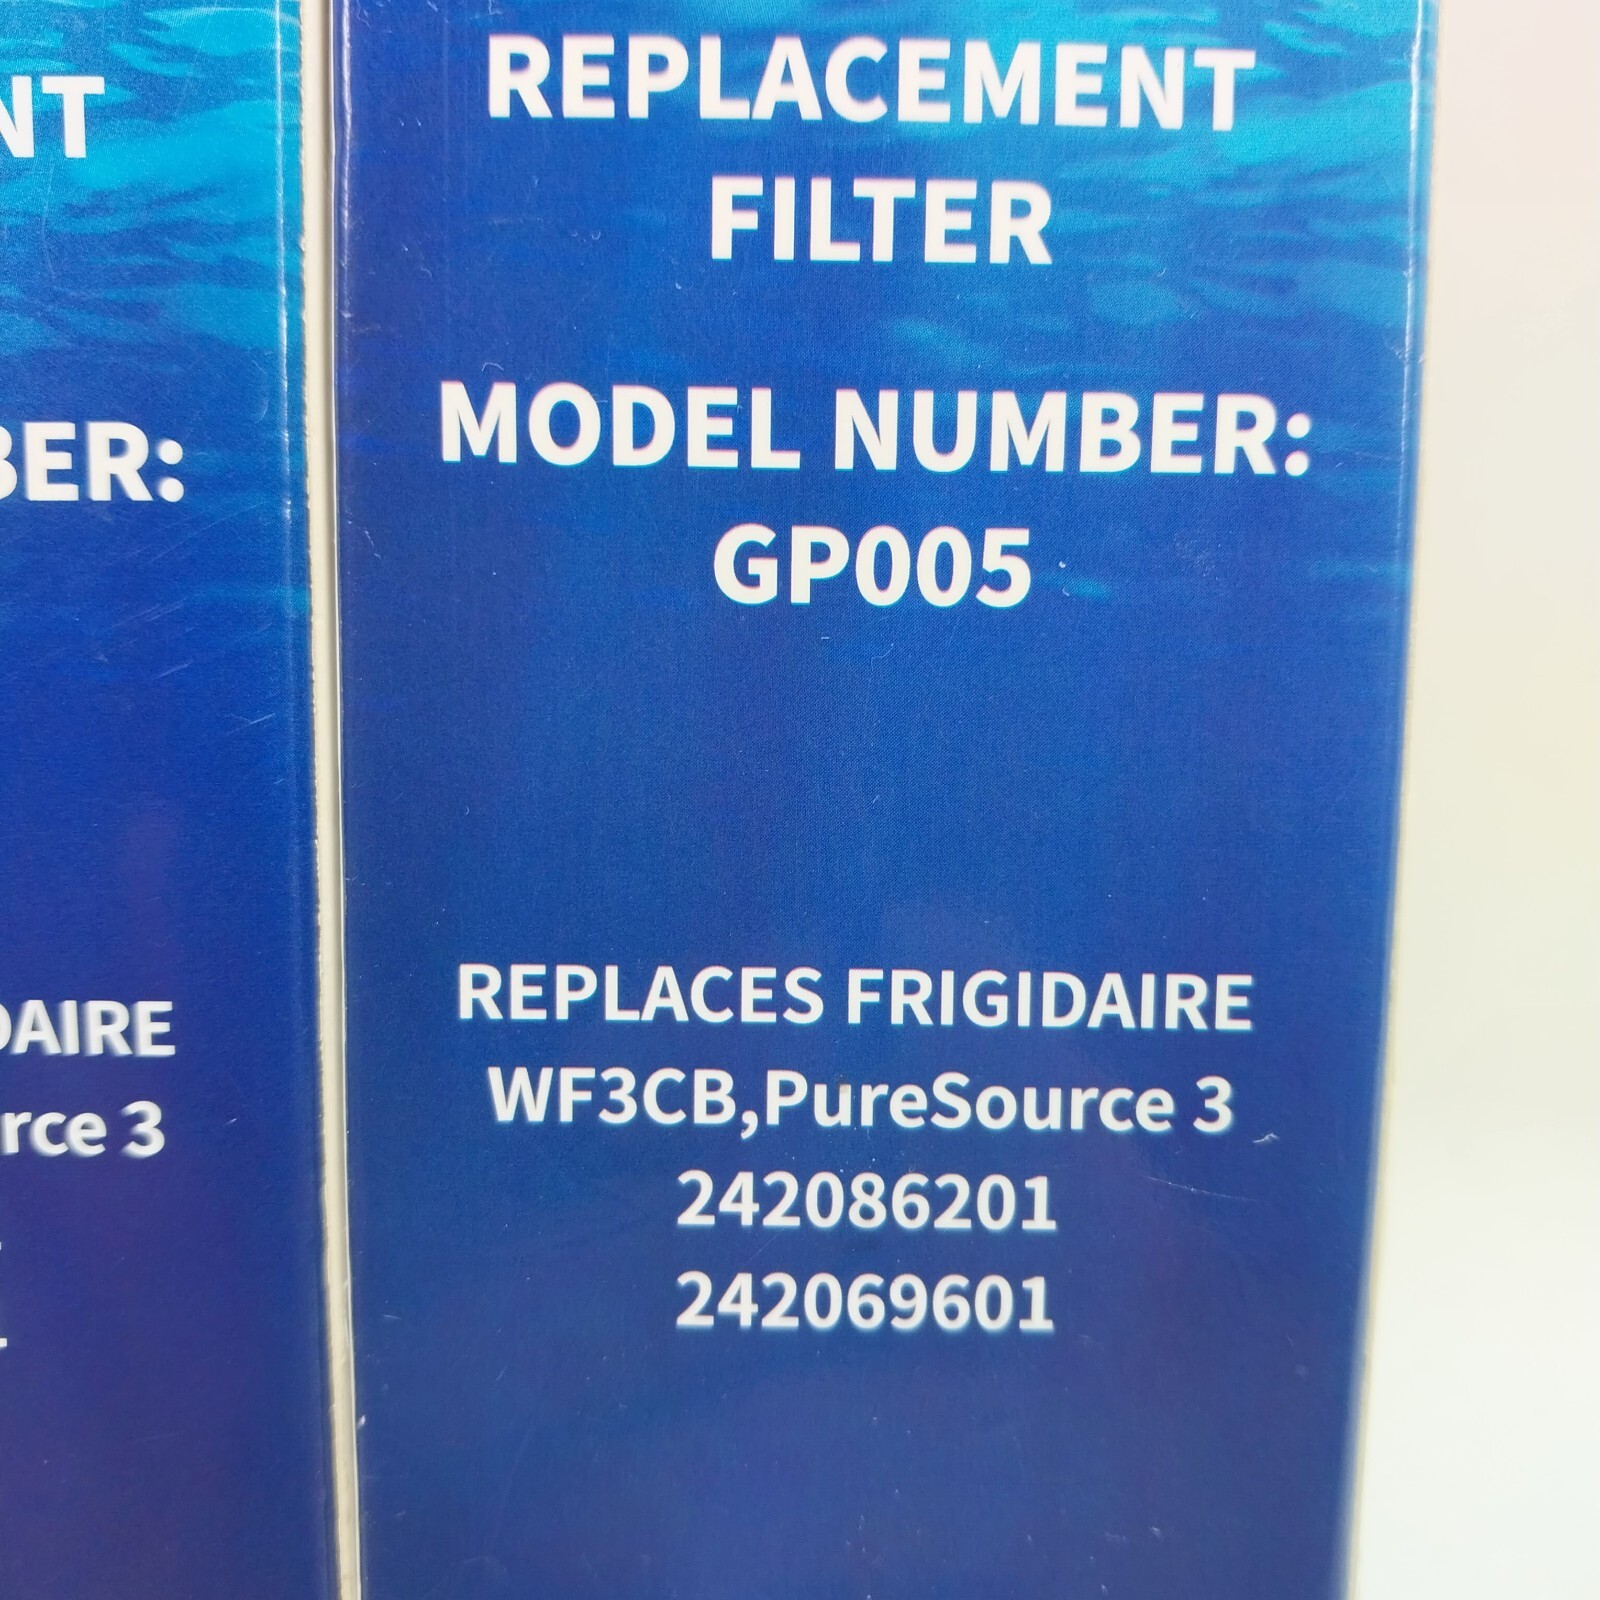 REPLACEMENT
FILTER
MODEL NUMBER:
GP005
REPLACES FRIGIDAIRE
WF3CB,PureSource 3
242086201
242069601
NT
BER:
DAIRE
rce 3